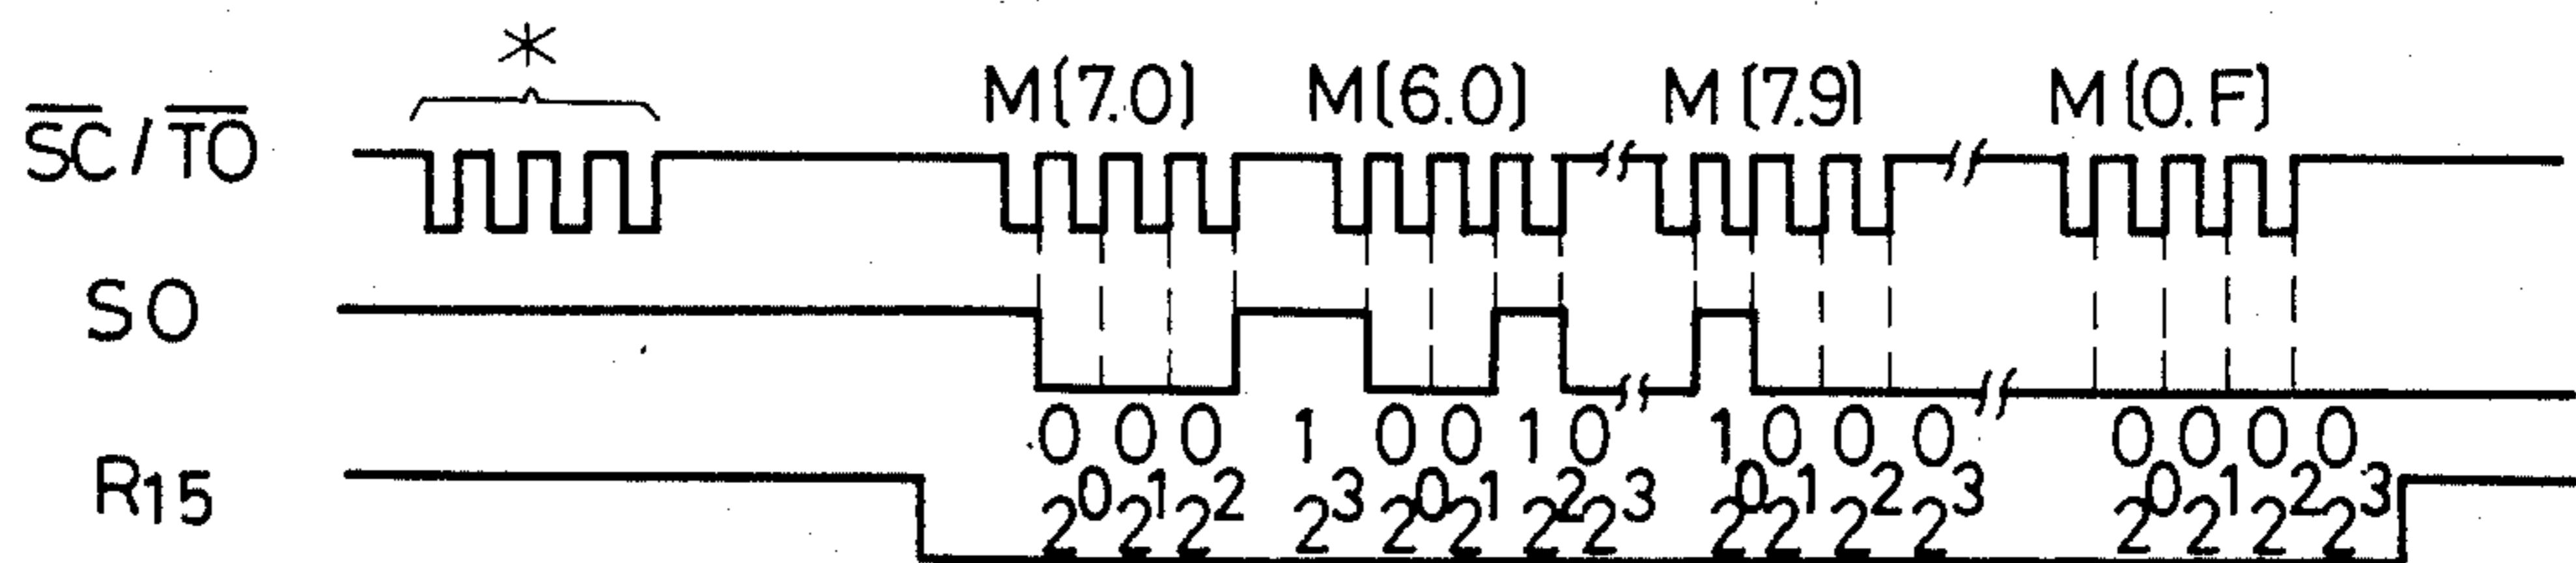 *
M[7.0] M[6.0] M[7.9] M[0.F]
S̅C̅/T̅O̅
SO
0 0 0 1 0 0 1 0 1 0 0 0 0 0 0 0
R15
2⁰ 2¹ 2² 2³ 2⁰ 2¹ 2² 2³ 2⁰ 2¹ 2² 2³ 2⁰ 2¹ 2² 2³